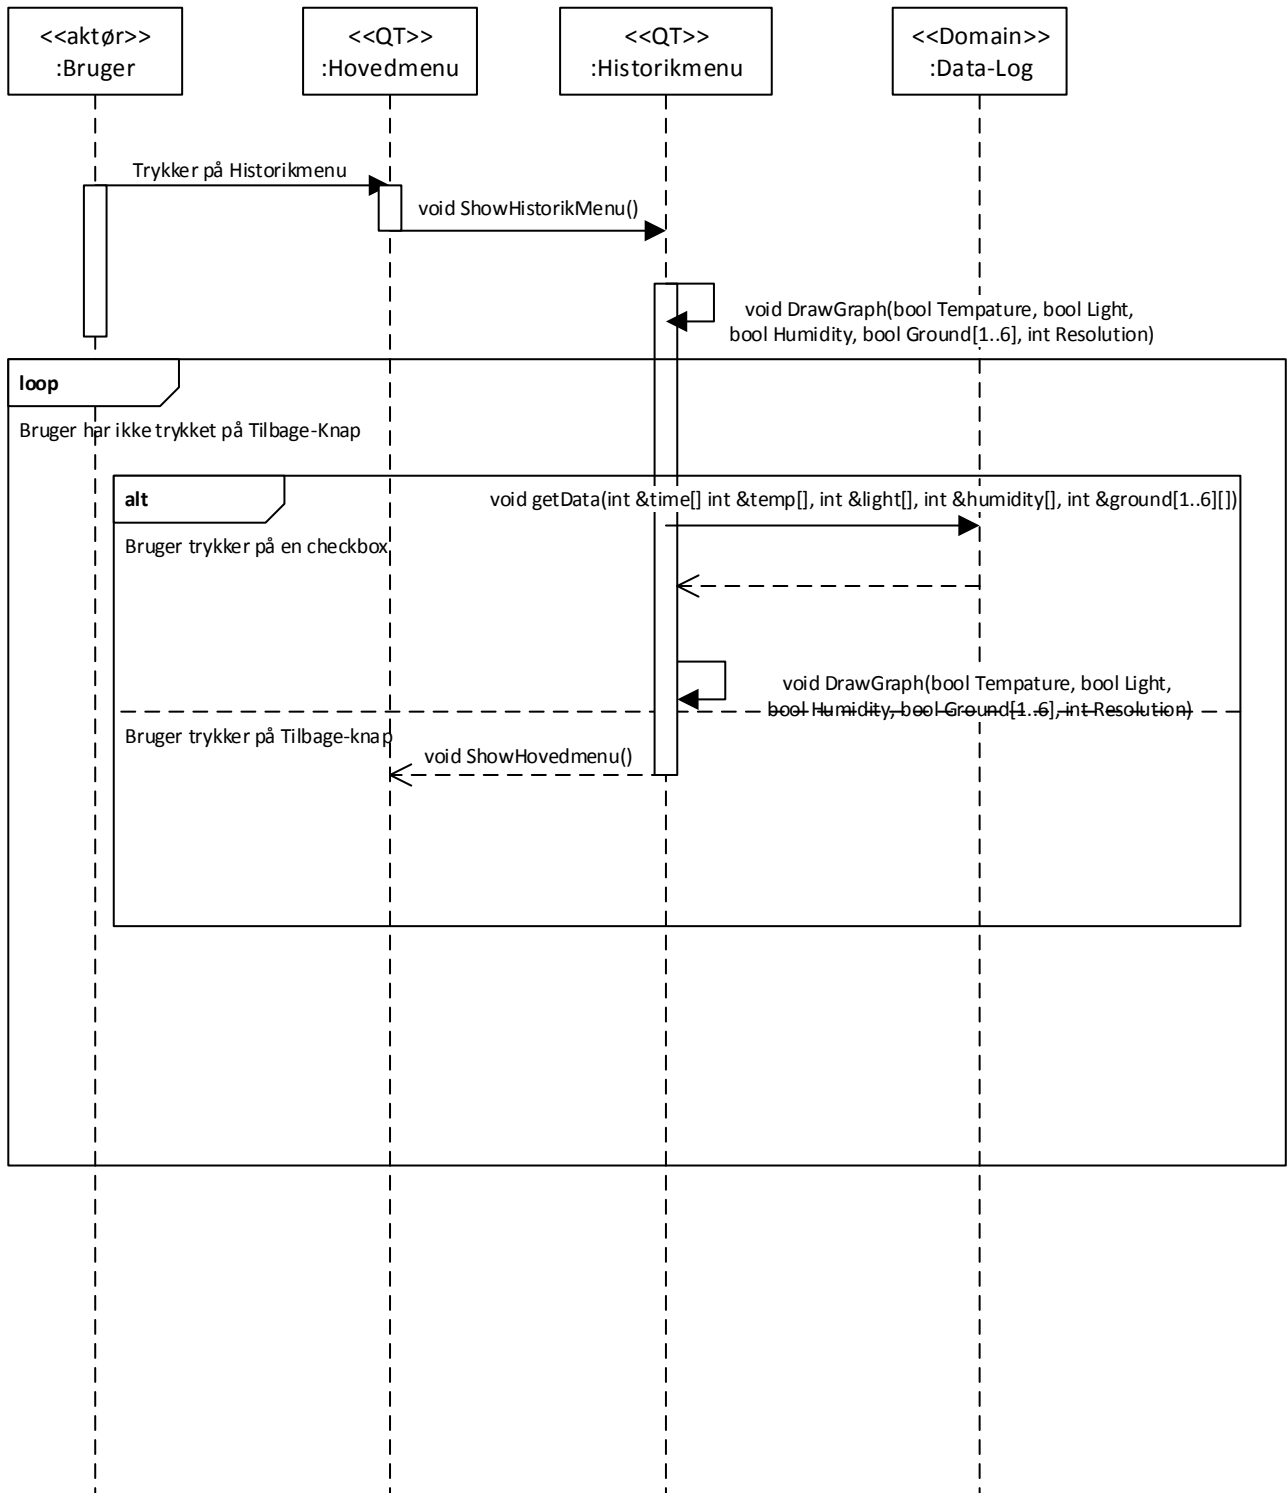 <<aktør>>
:Bruger
<<QT>>
:Hovedmenu
<<QT>>
:Historikmenu
<<Domain>>
:Data-Log
Trykker på Historikmenu
void ShowHistorikMenu()
void DrawGraph(bool Tempature, bool Light,
bool Humidity, bool Ground[1..6], int Resolution)
loop
Bruger har ikke trykket på Tilbage-Knap
alt
void getData(int &time[] int &temp[], int &light[], int &humidity[], int &ground[1..6][])
Bruger trykker på en checkbox
void DrawGraph(bool Tempature, bool Light,
bool Humidity, bool Ground[1..6], int Resolution)
Bruger trykker på Tilbage-knap
void ShowHovedmenu()